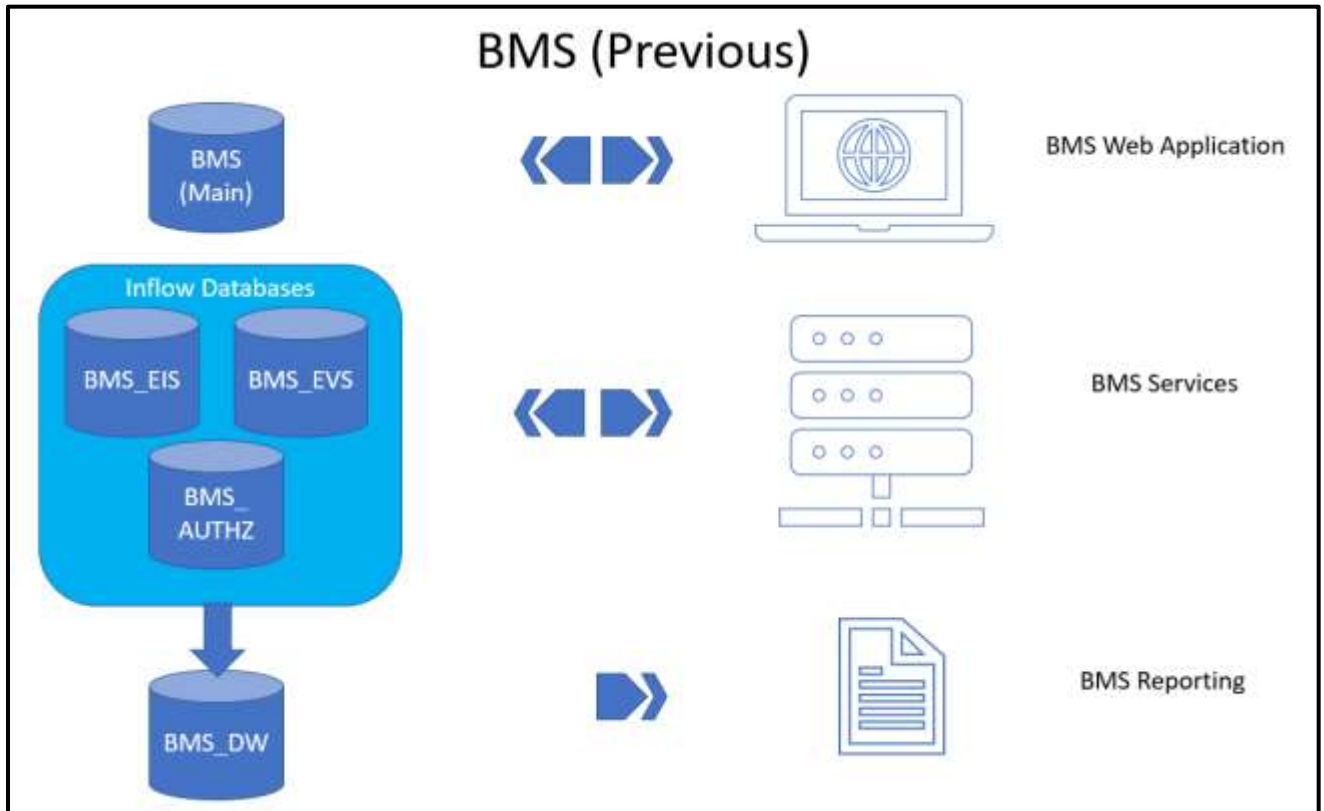 BMS (Previous)
BMS
(Main)
BMS Web Application
Inflow Databases
BMS_EIS
BMS_EVS
BMS_
AUTHZ
BMS Services
BMS_DW
BMS Reporting